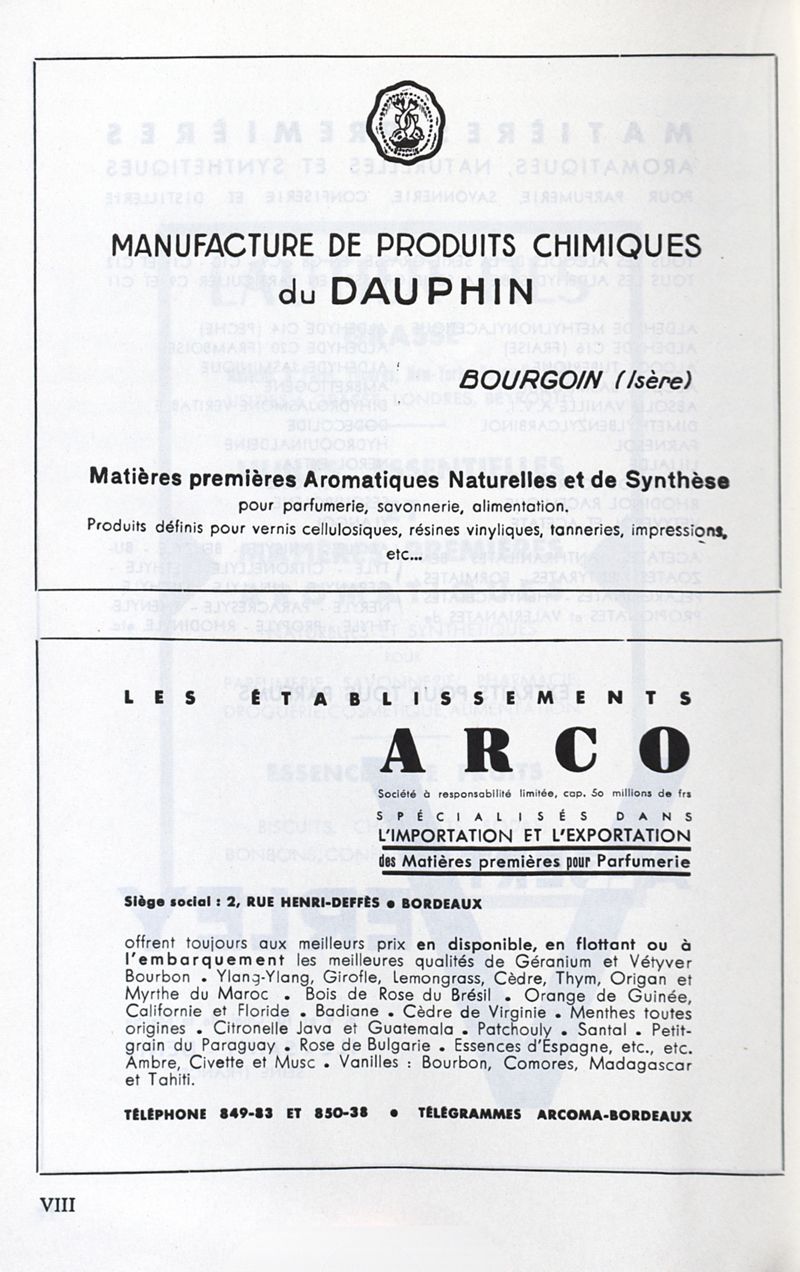 MANUFACTURE DE PRODUITS CHIMIQUES
du DAUPHIN
BOURGOIN (Isère)
Matières premières Aromatiques Naturelles et de Synthèse
pour parfumerie, savonnerie, alimentation.
Produits définis pour vernis cellulosiques, résines vinyliques, tanneries, impressions,
etc...
LES ÉTABLISSEMENTS
ARCO
Société à responsabilité limitée, cap. 50 millions de frs
SPÉCIALISÉS DANS
L'IMPORTATION ET L'EXPORTATION
des Matières premières pour Parfumerie
Siège social : 2, RUE HENRI-DEFFÈS • BORDEAUX
offrent toujours aux meilleurs prix en disponible, en flottant ou à
l'embarquement les meilleures qualités de Géranium et Vétyver
Bourbon • Ylang-Ylang, Girofle, Lemongrass, Cèdre, Thym, Origan et
Myrthe du Maroc • Bois de Rose du Brésil • Orange de Guinée,
Californie et Floride • Badiane • Cèdre de Virginie • Menthes toutes
origines • Citronelle Java et Guatemala • Patchouly • Santal • Petit-
grain du Paraguay • Rose de Bulgarie • Essences d'Espagne, etc., etc.
Ambre, Civette et Musc • Vanilles : Bourbon, Comores, Madagascar
et Tahiti.
TÉLÉPHONE 849-83 ET 850-38 • TÉLÉGRAMMES ARCOMA-BORDEAUX
VIII